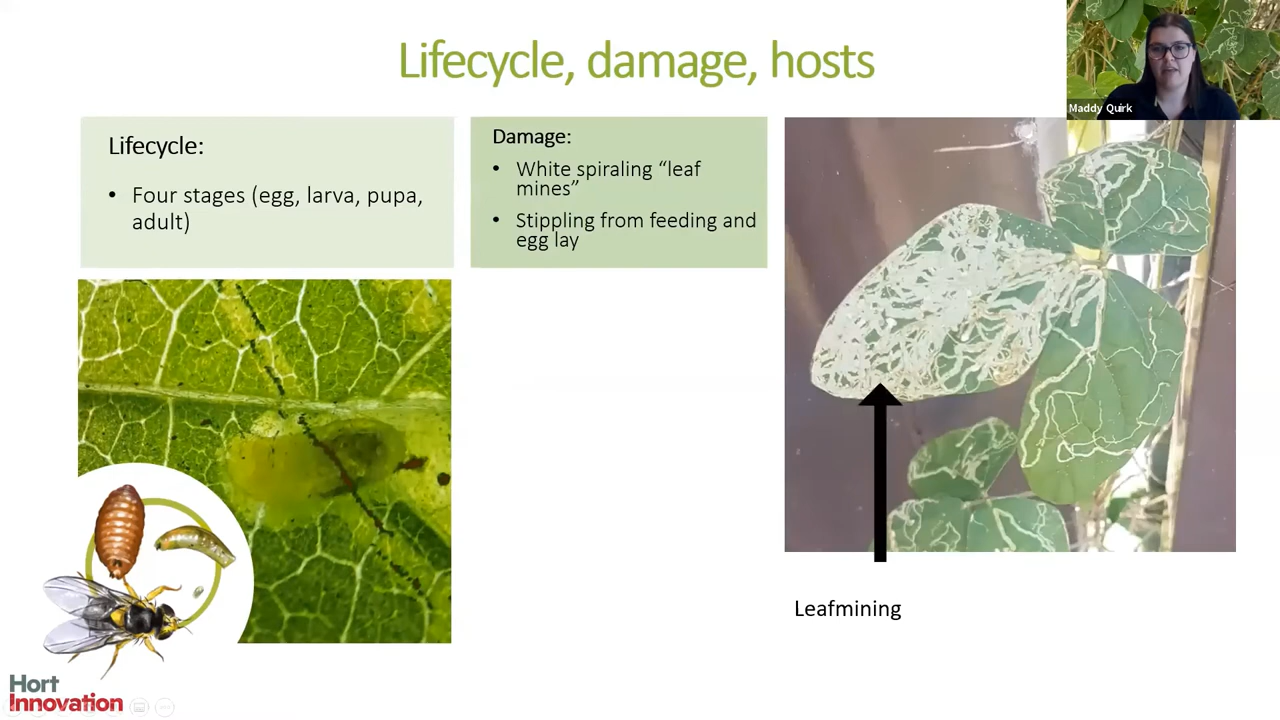 Lifecycle, damage, hosts
Maddy Quirk
Lifecycle:
• Four stages (egg, larva, pupa,
adult)
Damage:
• White spiraling “leaf
mines”
• Stippling from feeding and
egg lay
Leafmining
Hort
Innovation